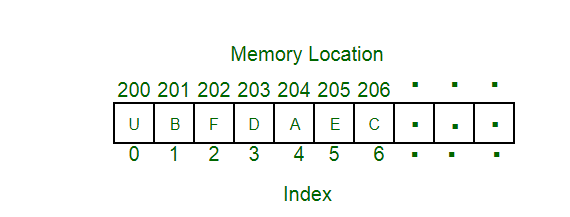 Memory Location
200 201 202 203 204 205 206 . . .
U B F D A E C . . .
0 1 2 3 4 5 6 . . .
Index